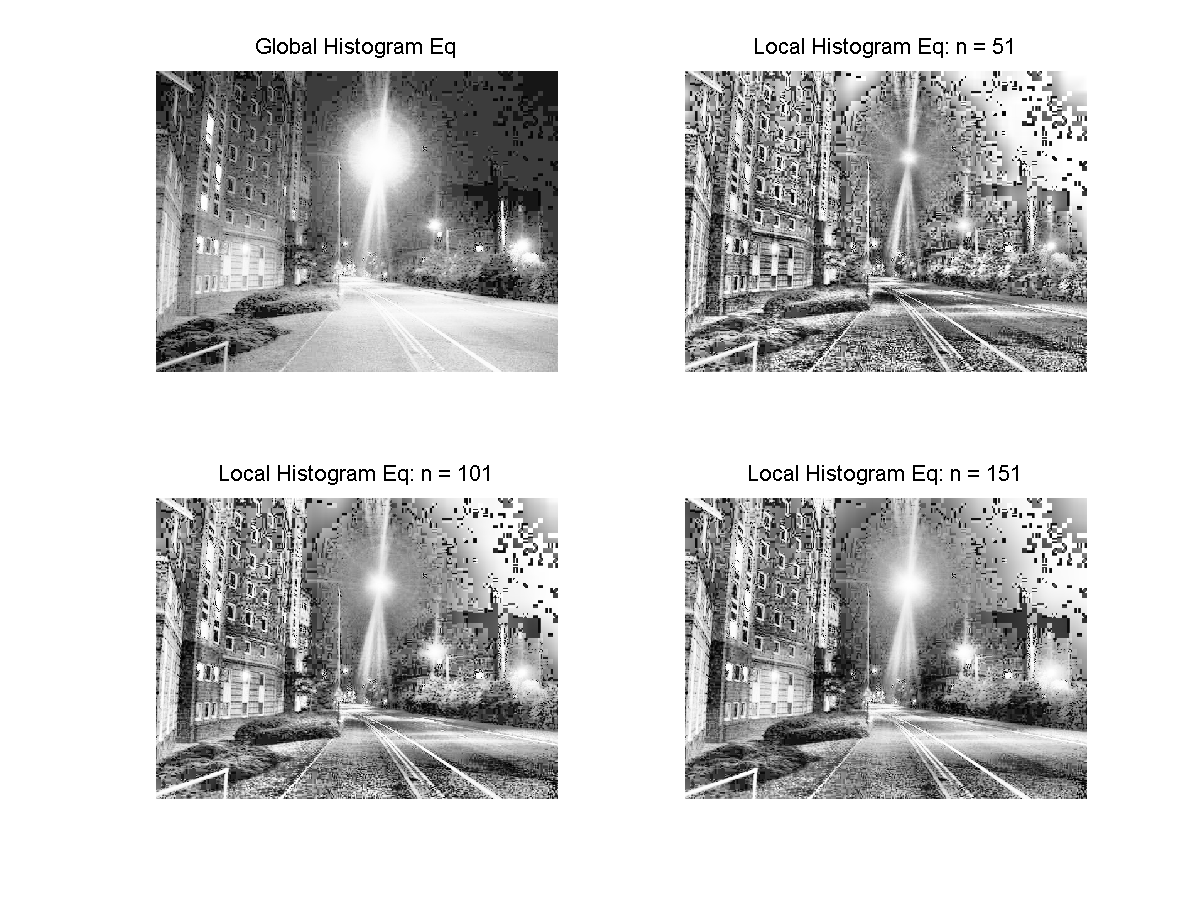 Global Histogram Eq
Local Histogram Eq: n = 51
Local Histogram Eq: n = 101
Local Histogram Eq: n = 151